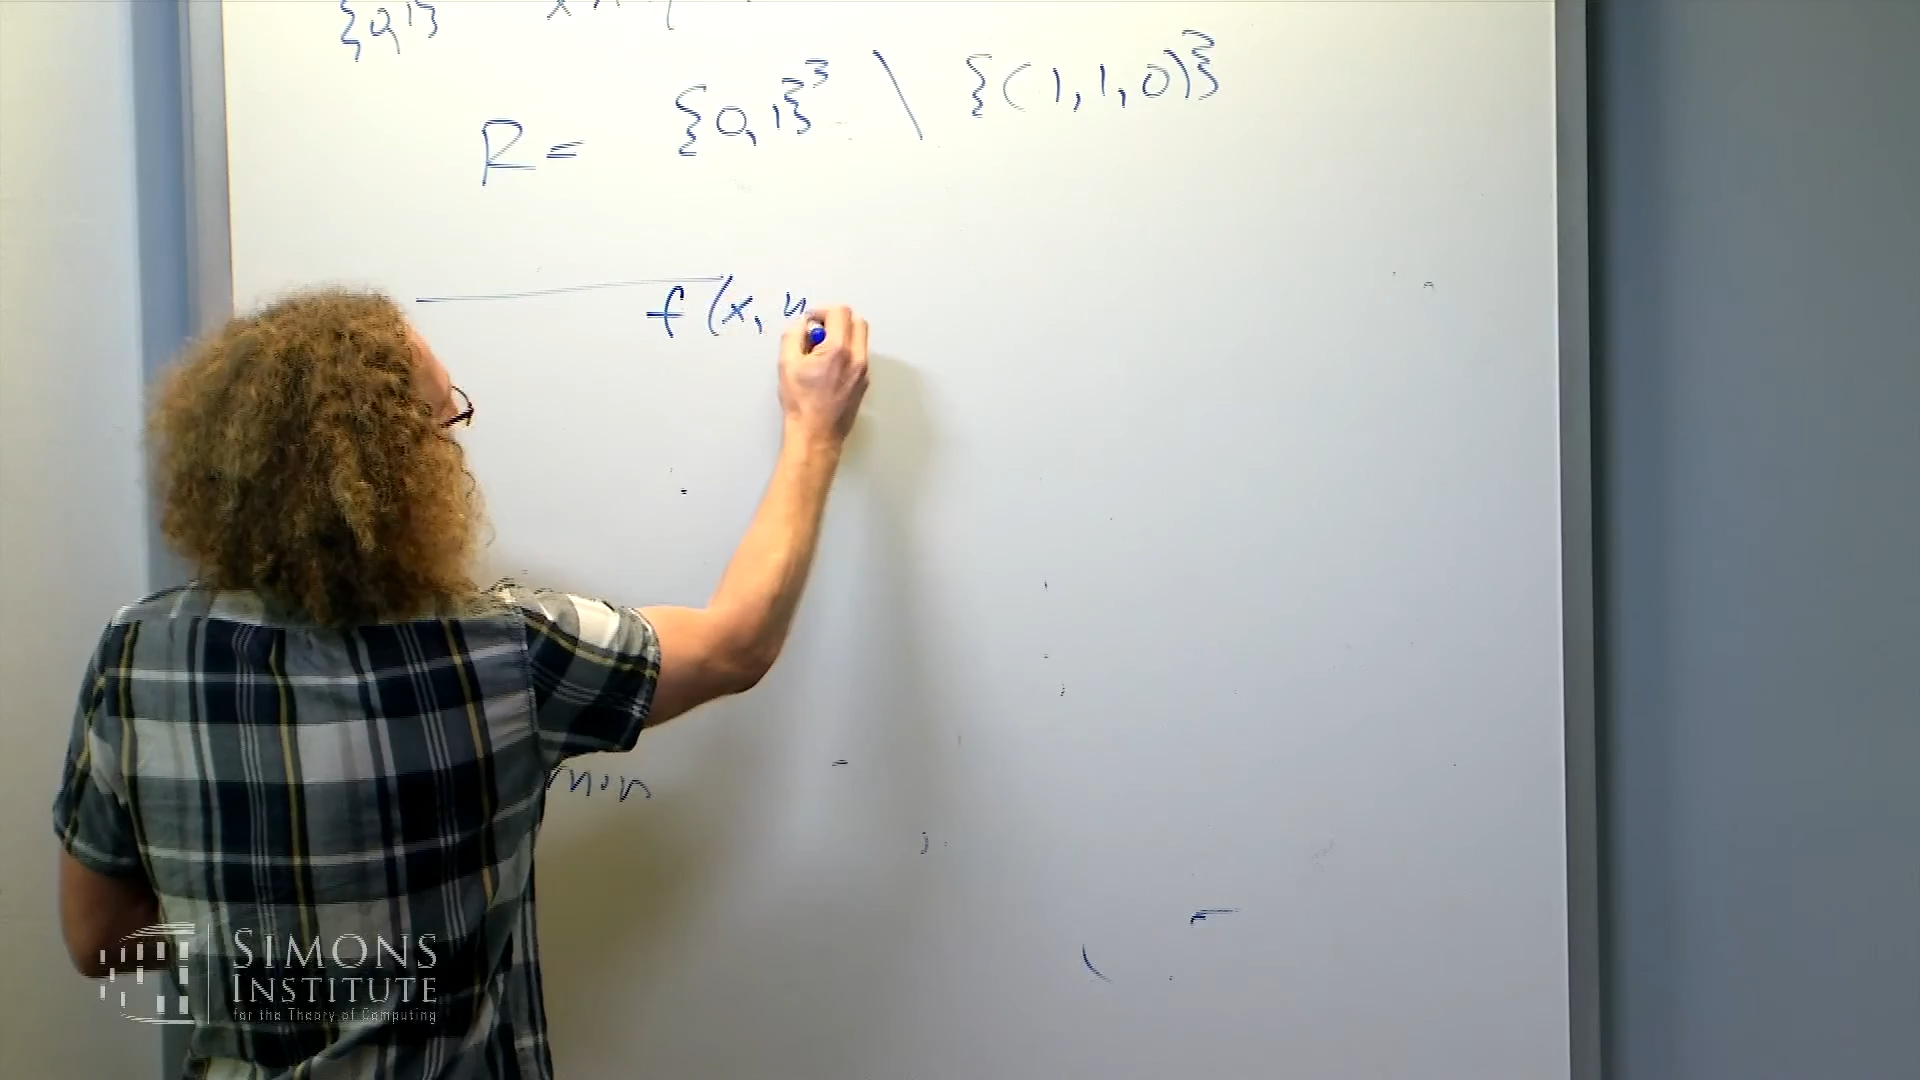 {0,1}
R = {0,1}³ \ {(1,1,0)}
f(x,
SIMONS
INSTITUTE
for the Theory of Computing